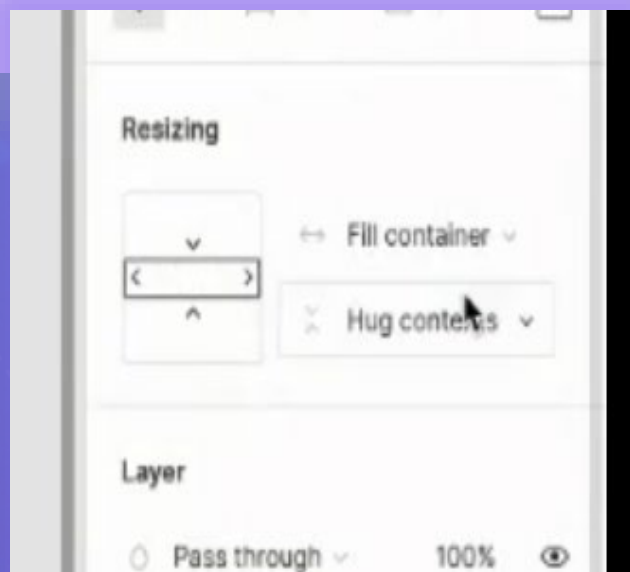 Resizing
Fill container
Hug contents
Layer
Pass through 100%